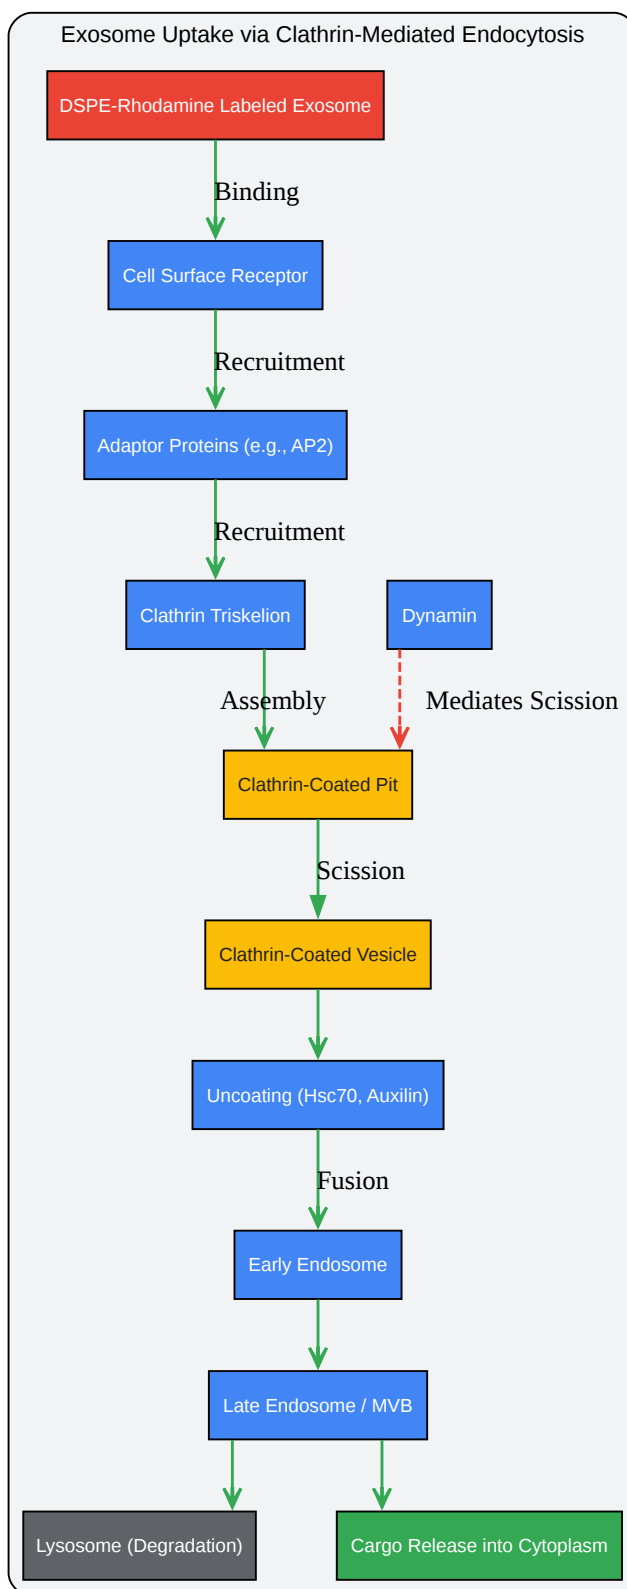 Exosome Uptake via Clathrin-Mediated Endocytosis
DSPE-Rhodamine Labeled Exosome
Binding
Cell Surface Receptor
Recruitment
Adaptor Proteins (e.g., AP2)
Recruitment
Clathrin Triskelion
Dynamin
Assembly
Mediates Scission
Clathrin-Coated Pit
Scission
Clathrin-Coated Vesicle
Uncoating (Hsc70, Auxilin)
Fusion
Early Endosome
Late Endosome / MVB
Lysosome (Degradation)
Cargo Release into Cytoplasm